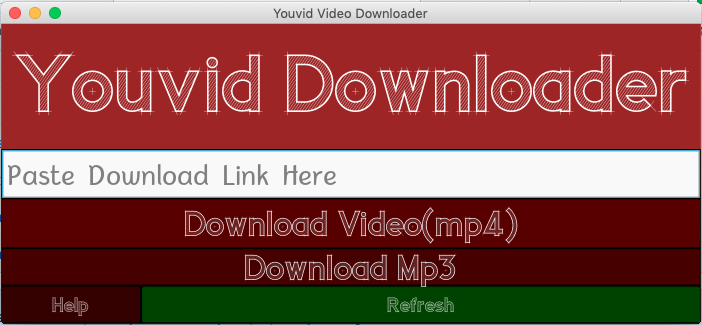 Youvid Video Downloader
Youvid Downloader
Paste Download Link Here
Download Video(mp4)
Download Mp3
Help Refresh